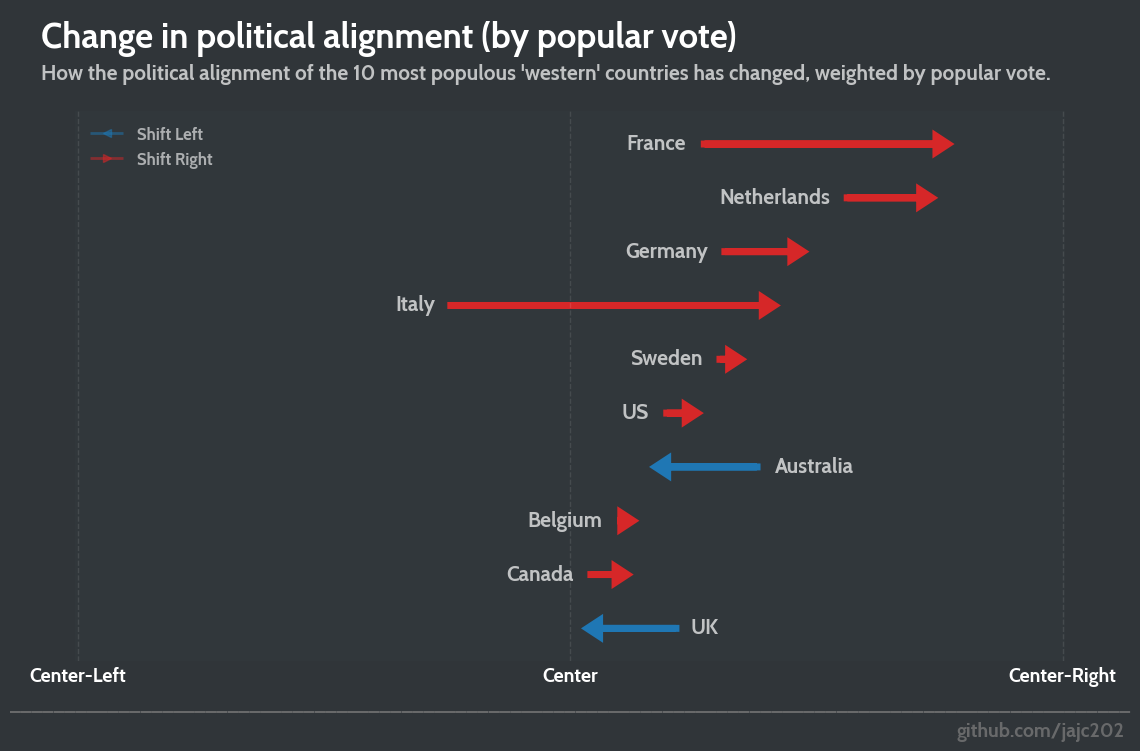 Change in political alignment (by popular vote)
How the political alignment of the 10 most populous 'western' countries has changed, weighted by popular vote.
Shift Left
Shift Right
France
Netherlands
Germany
Italy
Sweden
US
Australia
Belgium
Canada
UK
Center-Left
Center
Center-Right
github.com/jajc202